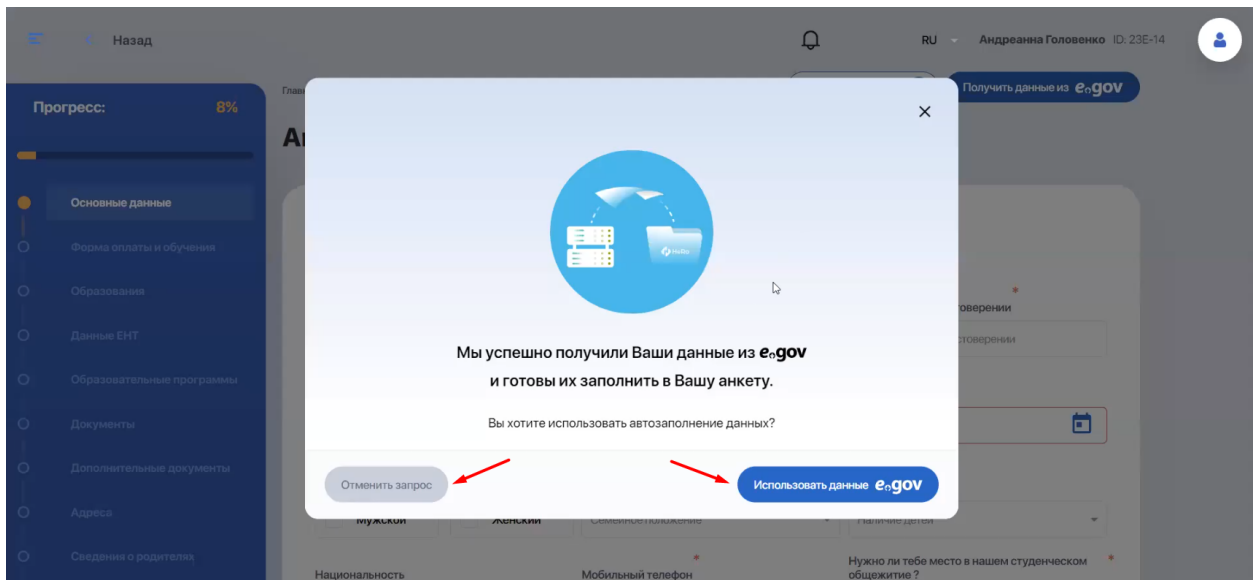 Назад
RU
Андреанна Головенко ID: 23E-14
Получить данные из egov
Прогресс: 8%
Основные данные
Форма оплаты и обучения
Образования
Данные ЕНТ
Образовательные программы
Документы
Дополнительные документы
Адреса
Сведения о родителях
Мы успешно получили Ваши данные из egov
и готовы их заполнить в Вашу анкету.
Вы хотите использовать автозаполнение данных?
Отменить запрос
Использовать данные egov
Мужской
Женский
Семейное положение
Наличие детей
Национальность
Мобильный телефон *
Нужно ли тебе место в нашем студенческом *
общежитие ?